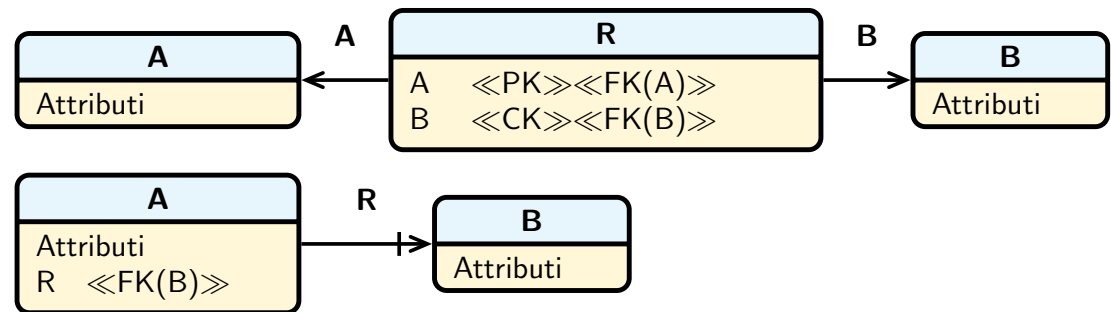 A
Attributi
A
R
A ≪PK≫≪FK(A)≫
B ≪CK≫≪FK(B)≫
B
B
Attributi
A
Attributi
R ≪FK(B)≫
R
B
Attributi